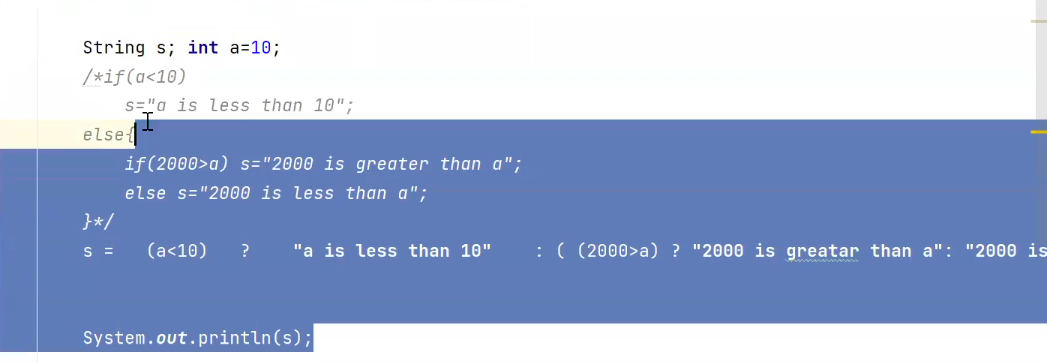 String s; int a=10;
/*if(a<10)
s="a is less than 10";
else{
if(2000>a) s="2000 is greater than a";
else s="2000 is less than a";
}*/
s = (a<10) ? "a is less than 10" : ( (2000>a) ? "2000 is greatar than a": "2000 is
System.out.println(s);